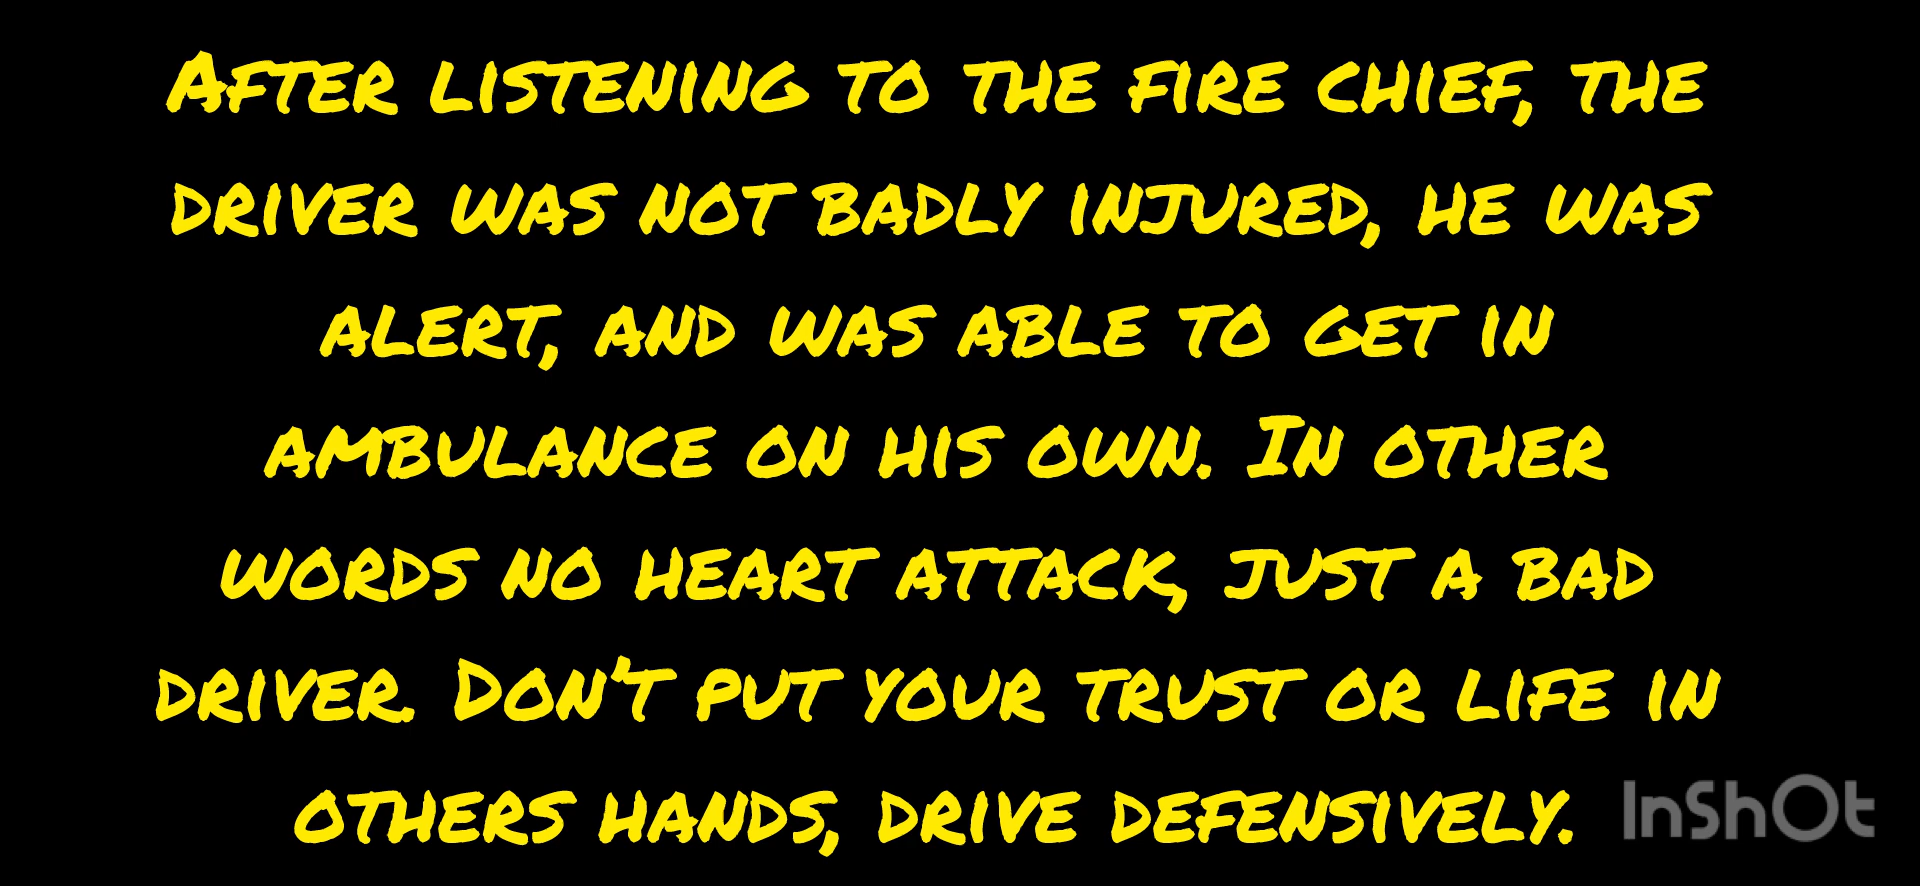 After listening to the fire chief, the
driver was not badly injured, he was
alert, and was able to get in
ambulance on his own. In other
words no heart attack, just a bad
driver. Don't put your trust or life in
others hands, drive defensively.
InShOt